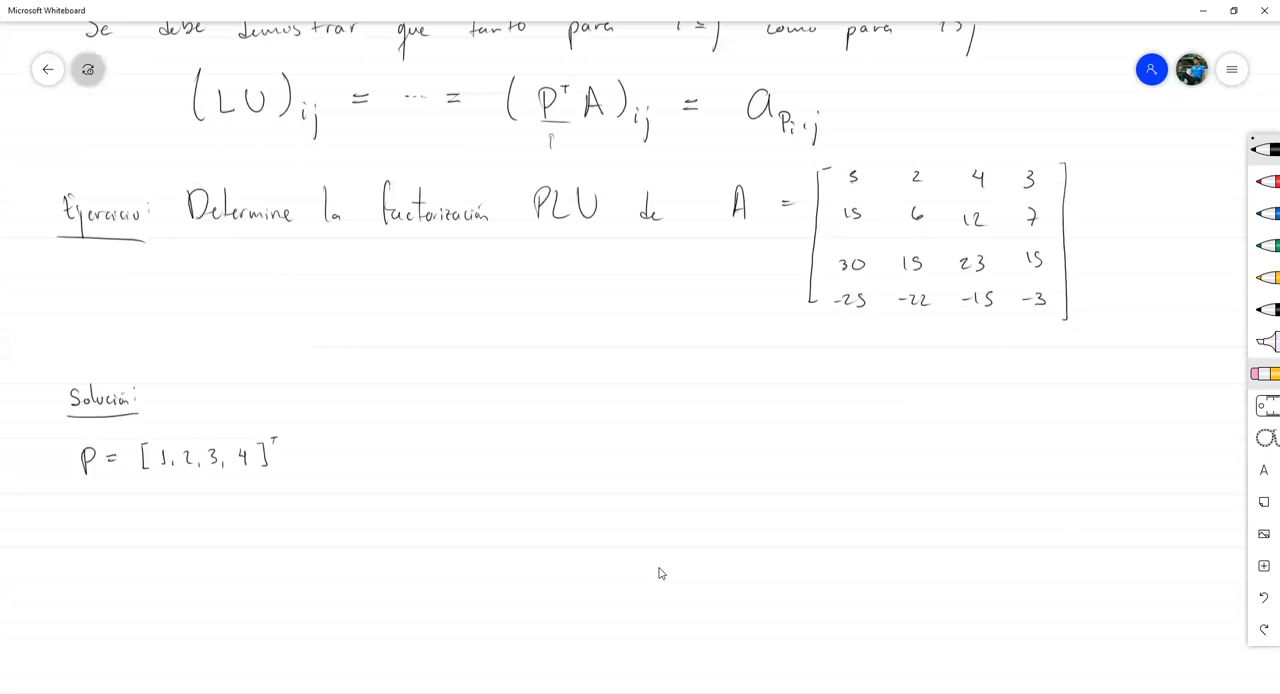 Microsoft Whiteboard
Se debe demostrar que tanto para i ≤ j como para i > j
(LU)ij = ... = (PᵀA)ij = a Pi,j
Ejercicio: Determine la factorización PLU de A =
5 2 4 3
15 6 12 7
30 15 23 15
-25 -22 -15 -3
Solución:
P = [1, 2, 3, 4]ᵀ
A